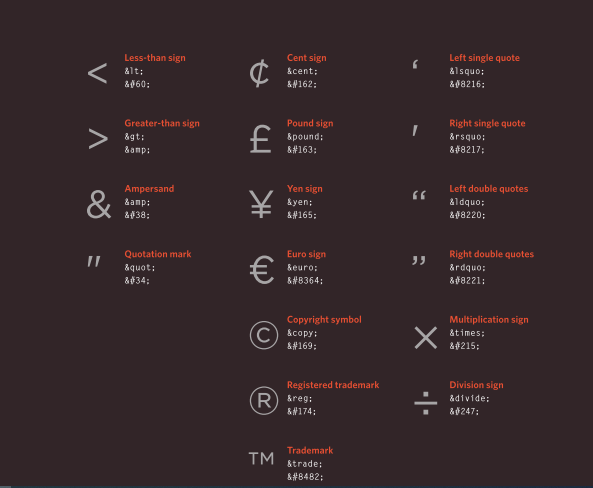 <
Less-than sign
&lt;
&#60;
>
Greater-than sign
&gt;
&amp;
&
Ampersand
&amp;
&#38;
"
Quotation mark
&quot;
&#34;
¢
Cent sign
&cent;
&#162;
£
Pound sign
&pound;
&#163;
¥
Yen sign
&yen;
&#165;
€
Euro sign
&euro;
&#8364;
©
Copyright symbol
&copy;
&#169;
®
Registered trademark
&reg;
&#174;
™
Trademark
&trade;
&#8482;
‘
Left single quote
&lsquo;
&#8216;
'
Right single quote
&rsquo;
&#8217;
“
Left double quotes
&ldquo;
&#8220;
”
Right double quotes
&rdquo;
&#8221;
×
Multiplication sign
&times;
&#215;
÷
Division sign
&divide;
&#247;